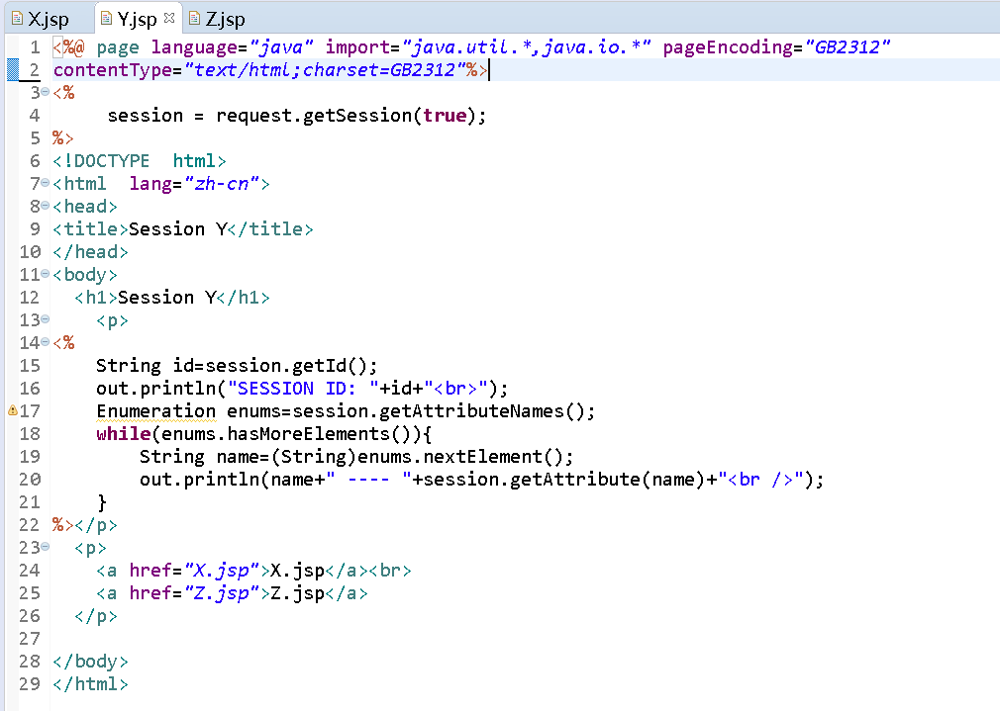 X.jsp Y.jsp Z.jsp
1 <%@ page language="java" import="java.util.*,java.io.*" pageEncoding="GB2312"
2 contentType="text/html;charset=GB2312"%>
3 <%
4 session = request.getSession(true);
5 %>
6 <!DOCTYPE  html>
7 <html  lang="zh-cn">
8 <head>
9 <title>Session Y</title>
10 </head>
11 <body>
12   <h1>Session Y</h1>
13     <p>
14 <%
15     String id=session.getId();
16     out.println("SESSION ID: "+id+"<br>");
17     Enumeration enums=session.getAttributeNames();
18     while(enums.hasMoreElements()){
19         String name=(String)enums.nextElement();
20         out.println(name+" ---- "+session.getAttribute(name)+"<br />");
21     }
22 %></p>
23   <p>
24     <a href="X.jsp">X.jsp</a><br>
25     <a href="Z.jsp">Z.jsp</a>
26   </p>
27
28 </body>
29 </html>